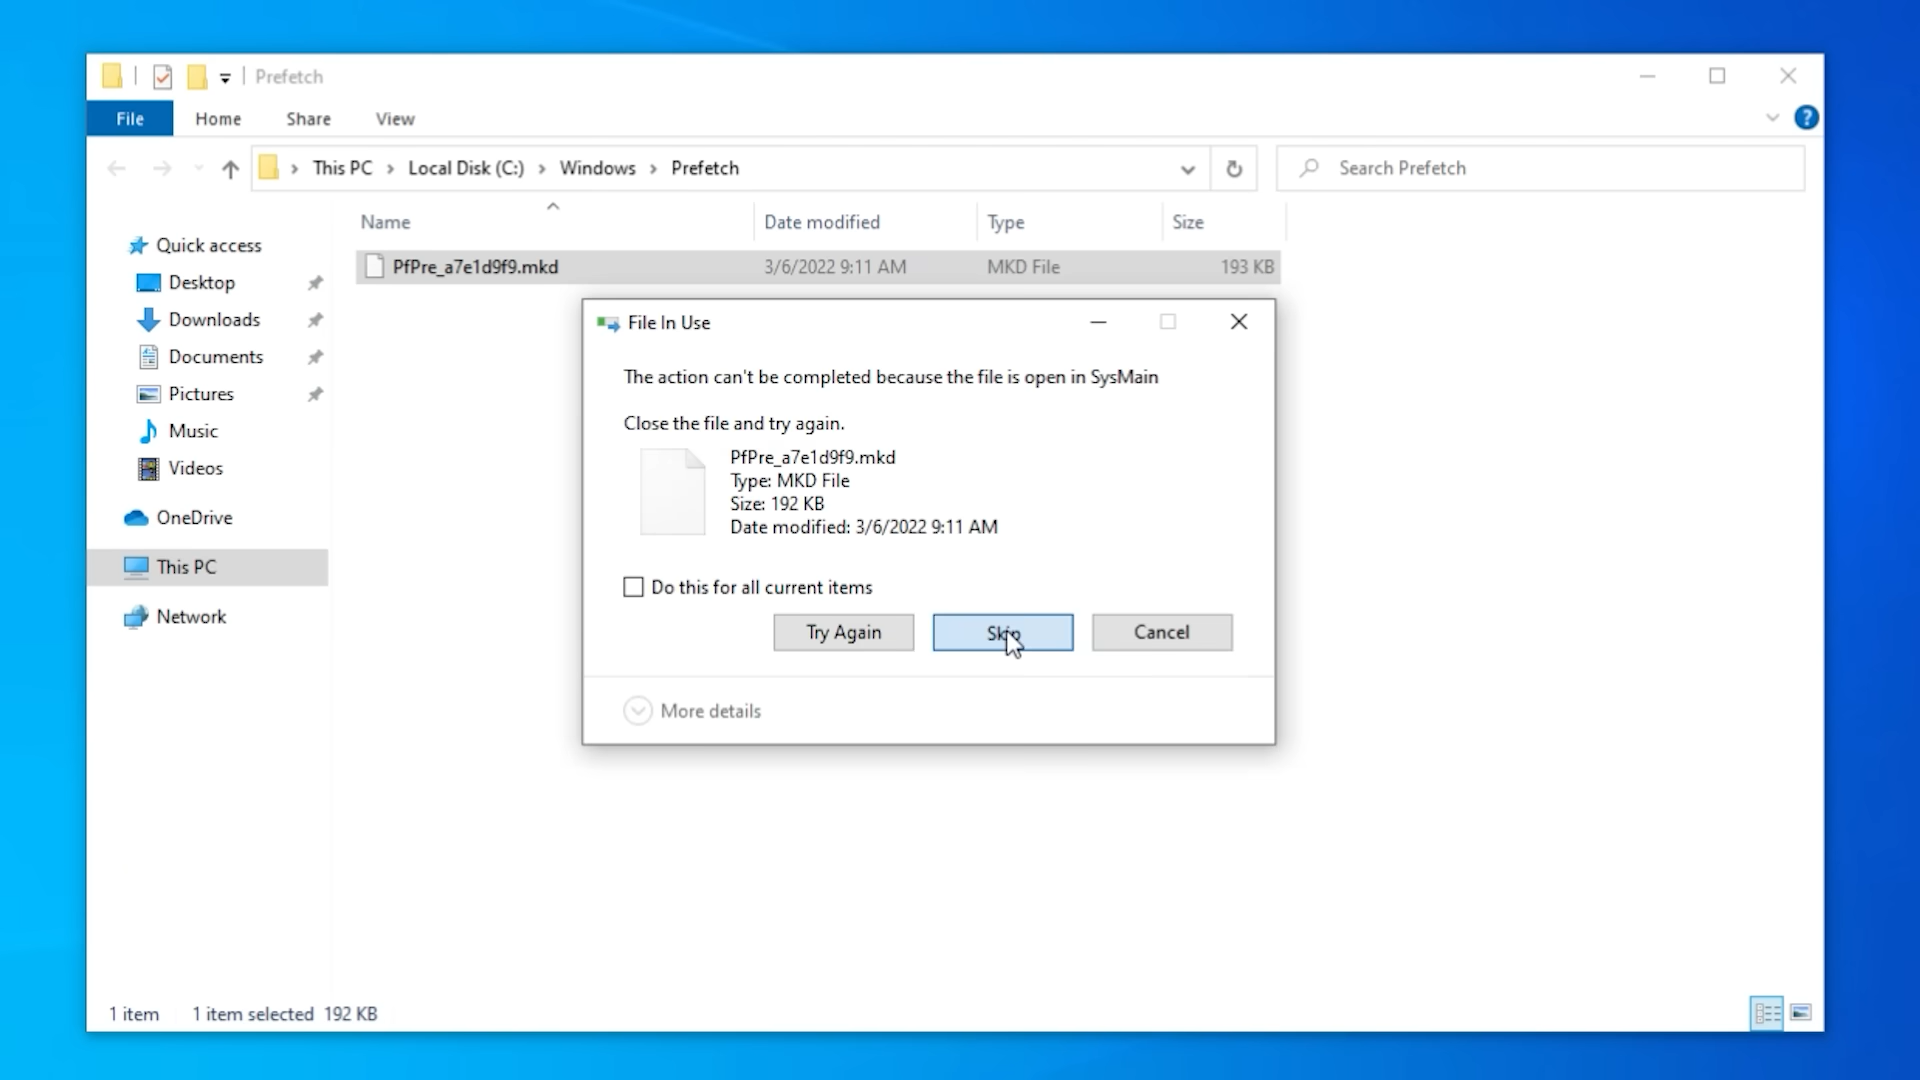 Prefetch
File Home Share View
?
This PC Local Disk (C:) Windows Prefetch
Search Prefetch
Name Date modified Type Size
PfPre_a7e1d9f9.mkd 3/6/2022 9:11 AM MKD File 193 KB
Quick access
Desktop
Downloads
Documents
Pictures
Music
Videos
OneDrive
This PC
Network
File In Use
The action can't be completed because the file is open in SysMain
Close the file and try again.
PfPre_a7e1d9f9.mkd
Type: MKD File
Size: 192 KB
Date modified: 3/6/2022 9:11 AM
Do this for all current items
Try Again Skip Cancel
More details
1 item 1 item selected 192 KB